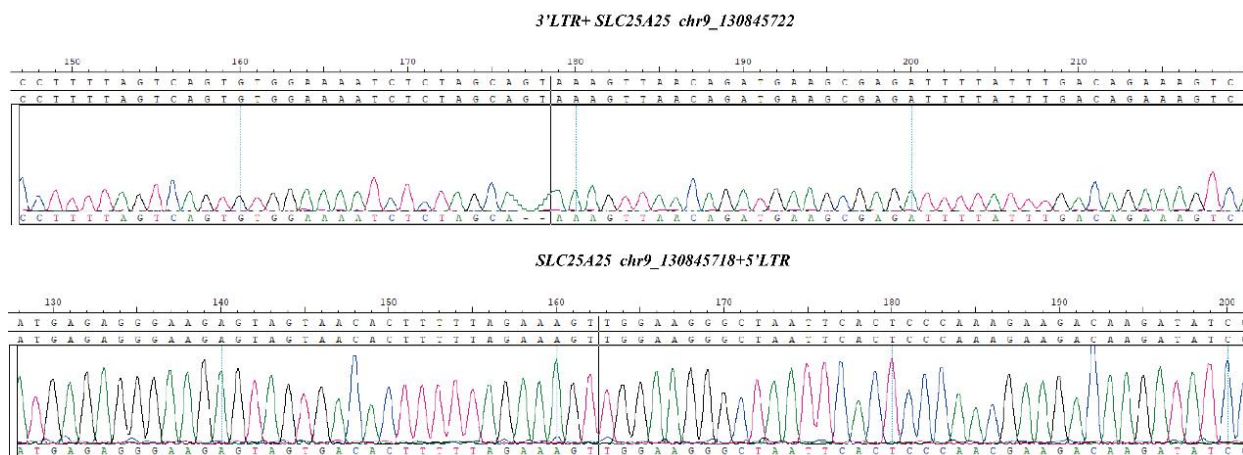 3'LTR+ SLC25A25 chr9_130845722
150 160 170 180 190 200 210
C C T T T T A G T C A G T G T G G A A A A T C T C T A G C A G T A A A G T T A A C A G A T G A A G C G A G A T T T T A T T T G A C A G A A A G T C
C C T T T T A G T C A G T G T G G A A A A T C T C T A G C A G T A A A G T T A A C A G A T G A A G C G A G A T T T T A T T T G A C A G A A A G T C
C C T T T T A G T C A G T G T G G A A A A T C T C T A G C A - - A A G T T A A C A G A T G A A G C G A G A T T T T A T T T G A C A G A A A G T C
SLC25A25 chr9_130845718+5'LTR
130 140 150 160 170 180 190 200
A T G A G A G G G A A G A G T A G T A A C A C T T T T T A G A A A G T T G G A A G G G C T A A T T C A C T C C C A A A G A A G A C A A G A T A T C
A T G A G A G G G A A G A G T A G T A A C A C T T T T T A G A A A G T T G G A A G G G C T A A T T C A C T C C C A A A G A A G A C A A G A T A T C
A T G A G A G G G A A G A G T A G T G A C A C T T T T T A G A A A G T T G G A A G G G C T A A T T C A C T C C C A A C G A A G A C A A G A T A T C